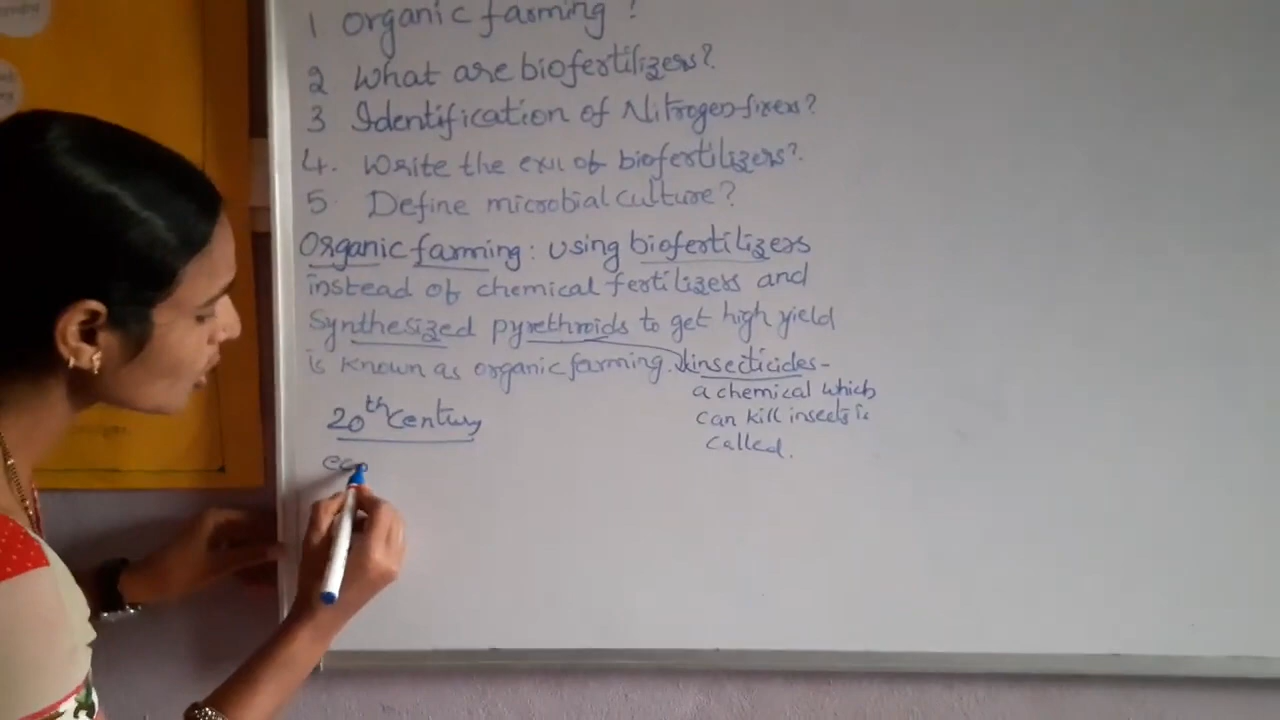 1 Organic farming?
2 What are biofertilizers?
3 Identification of Nitrogen-fixers?
4. Write the of biofertilizers?
5. Define microbial culture?
Organic farming: using biofertilizers
instead of chemical fertilizers and
Synthesized pyrethroids to get high yield
is known as organic farming. insecticides-
a chemical which
can kill insects is
called.
20th Century
eco